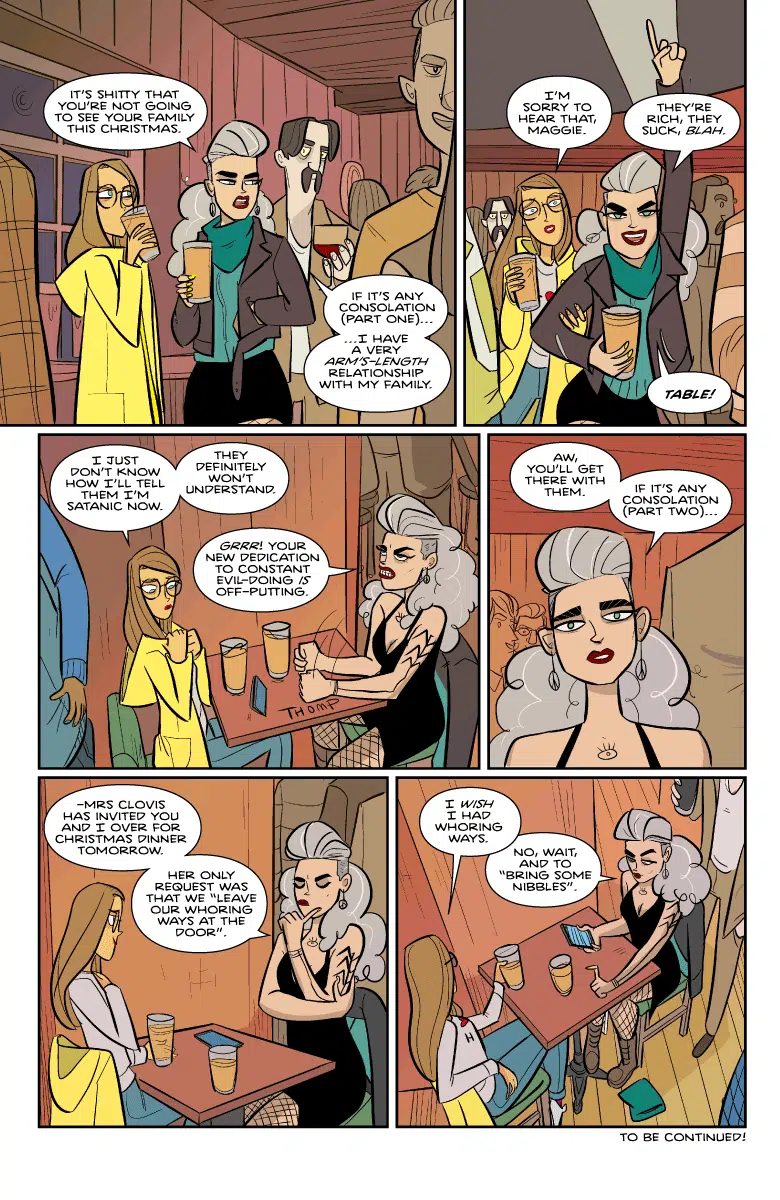 IT'S SHITTY THAT
YOU'RE NOT GOING
TO SEE YOUR FAMILY
THIS CHRISTMAS.
IF IT'S ANY
CONSOLATION
(PART ONE)...
...I HAVE
A VERY
ARM'S-LENGTH
RELATIONSHIP
WITH MY FAMILY.
I'M
SORRY TO
HEAR THAT,
MAGGIE.
THEY'RE
RICH, THEY
SUCK, BLAH.
TABLE!
I JUST
DON'T KNOW
HOW I'LL TELL
THEM I'M
SATANIC NOW.
THEY
DEFINITELY
WON'T
UNDERSTAND.
GRRR! YOUR
NEW DEDICATION
TO CONSTANT
EVIL-DOING IS
OFF-PUTTING.
THOMP
AW,
YOU'LL GET
THERE WITH
THEM.
IF IT'S ANY
CONSOLATION
(PART TWO)...
-MRS CLOVIS
HAS INVITED YOU
AND I OVER FOR
CHRISTMAS DINNER
TOMORROW.
HER ONLY
REQUEST WAS
THAT WE "LEAVE
OUR WHORING
WAYS AT THE
DOOR".
I WISH
I HAD
WHORING
WAYS.
NO, WAIT,
AND TO
"BRING SOME
NIBBLES".
H
TO BE CONTINUED!